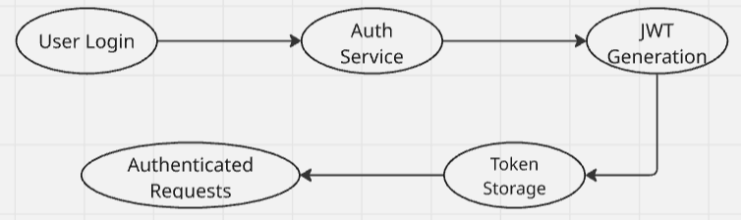 User Login
Auth
Service
JWT
Generation
Token
Storage
Authenticated
Requests